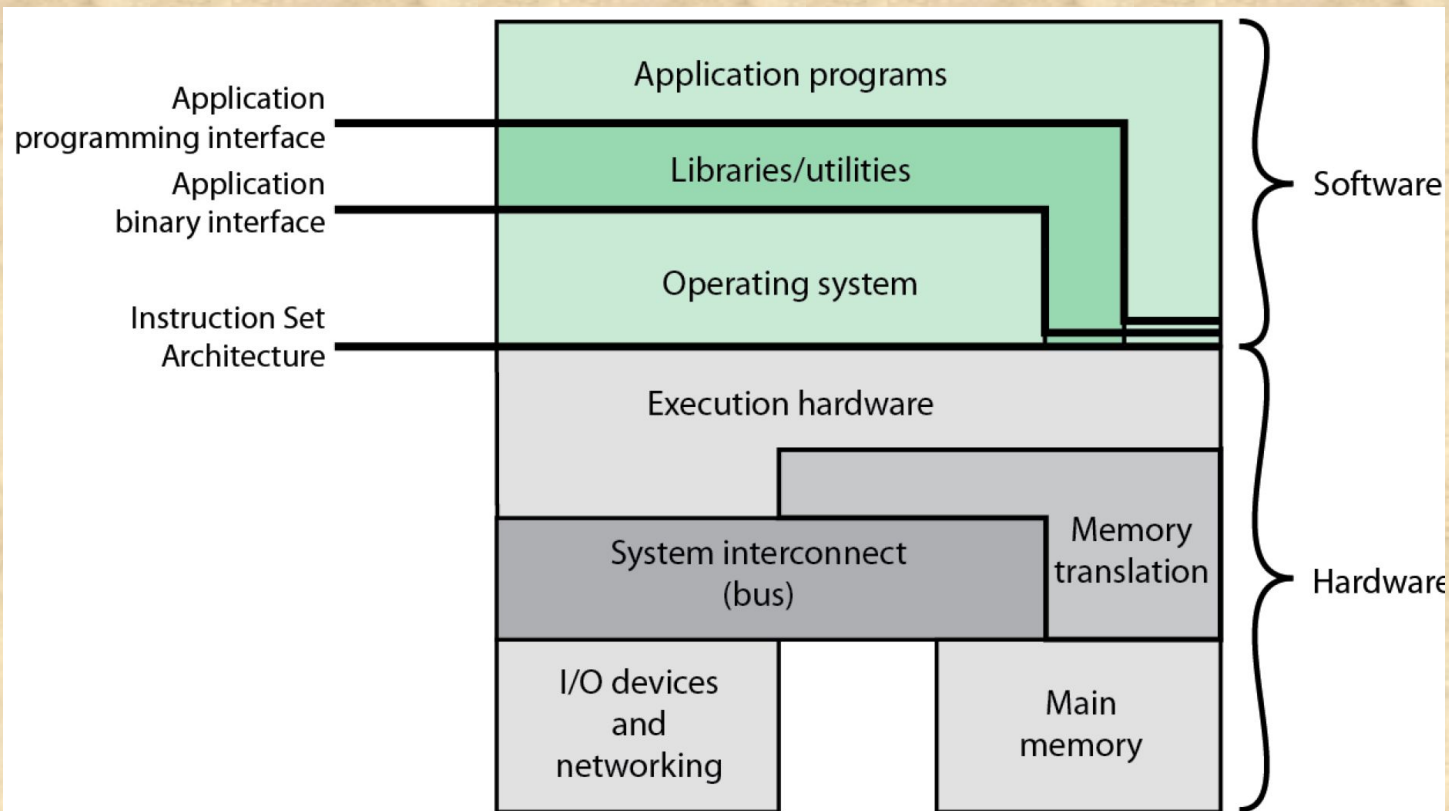 Application programs
Application
programming interface
Libraries/utilities
Application
binary interface
Software
Operating system
Instruction Set
Architecture
Execution hardware
Memory
translation
System interconnect
(bus)
Hardware
I/O devices
and
networking
Main
memory